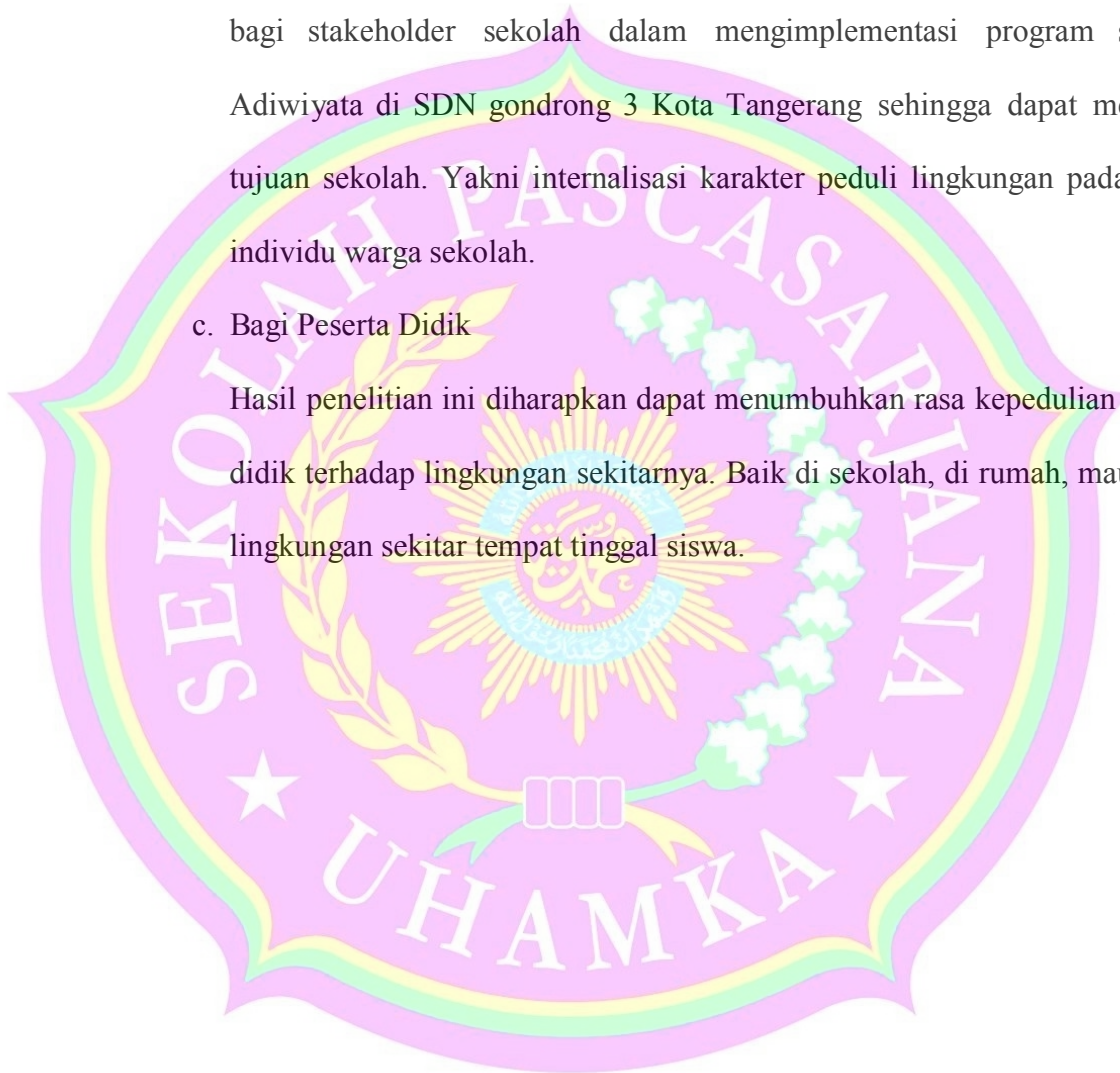 bagi stakeholder sekolah dalam mengimplementasi program s
Adiwiyata di SDN gondrong 3 Kota Tangerang sehingga dapat me
tujuan sekolah. Yakni internalisasi karakter peduli lingkungan pada
individu warga sekolah.
c. Bagi Peserta Didik
Hasil penelitian ini diharapkan dapat menumbuhkan rasa kepedulian
didik terhadap lingkungan sekitarnya. Baik di sekolah, di rumah, mau
lingkungan sekitar tempat tinggal siswa.
SEKOLAH PASCASARJANA
★ UHAMKA ★